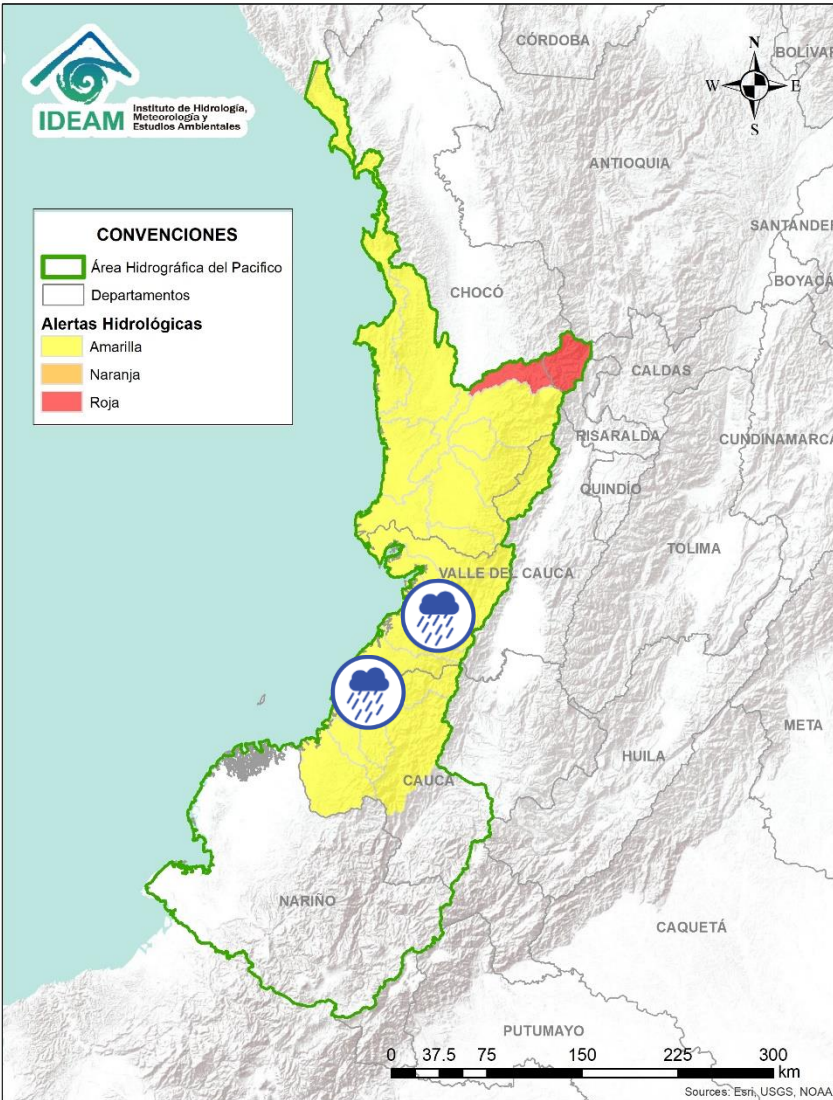 IDEAM
Instituto de Hidrología,
Meteorología y
Estudios Ambientales
N
W
E
S
CONVENCIONES
Área Hidrográfica del Pacifico
Departamentos
Alertas Hidrológicas
Amarilla
Naranja
Roja
CÓRDOBA
BOLÍVAR
ANTIOQUIA
SANTANDER
BOYACÁ
CHOCÓ
CALDAS
RISARALDA
CUNDINAMARCA
QUINDÍO
TOLIMA
VALLE DEL CAUCA
META
HUILA
CAUCA
NARIÑO
CAQUETÁ
PUTUMAYO
0 37.5 75 150 225 300
km
Sources: Esri, USGS, NOAA